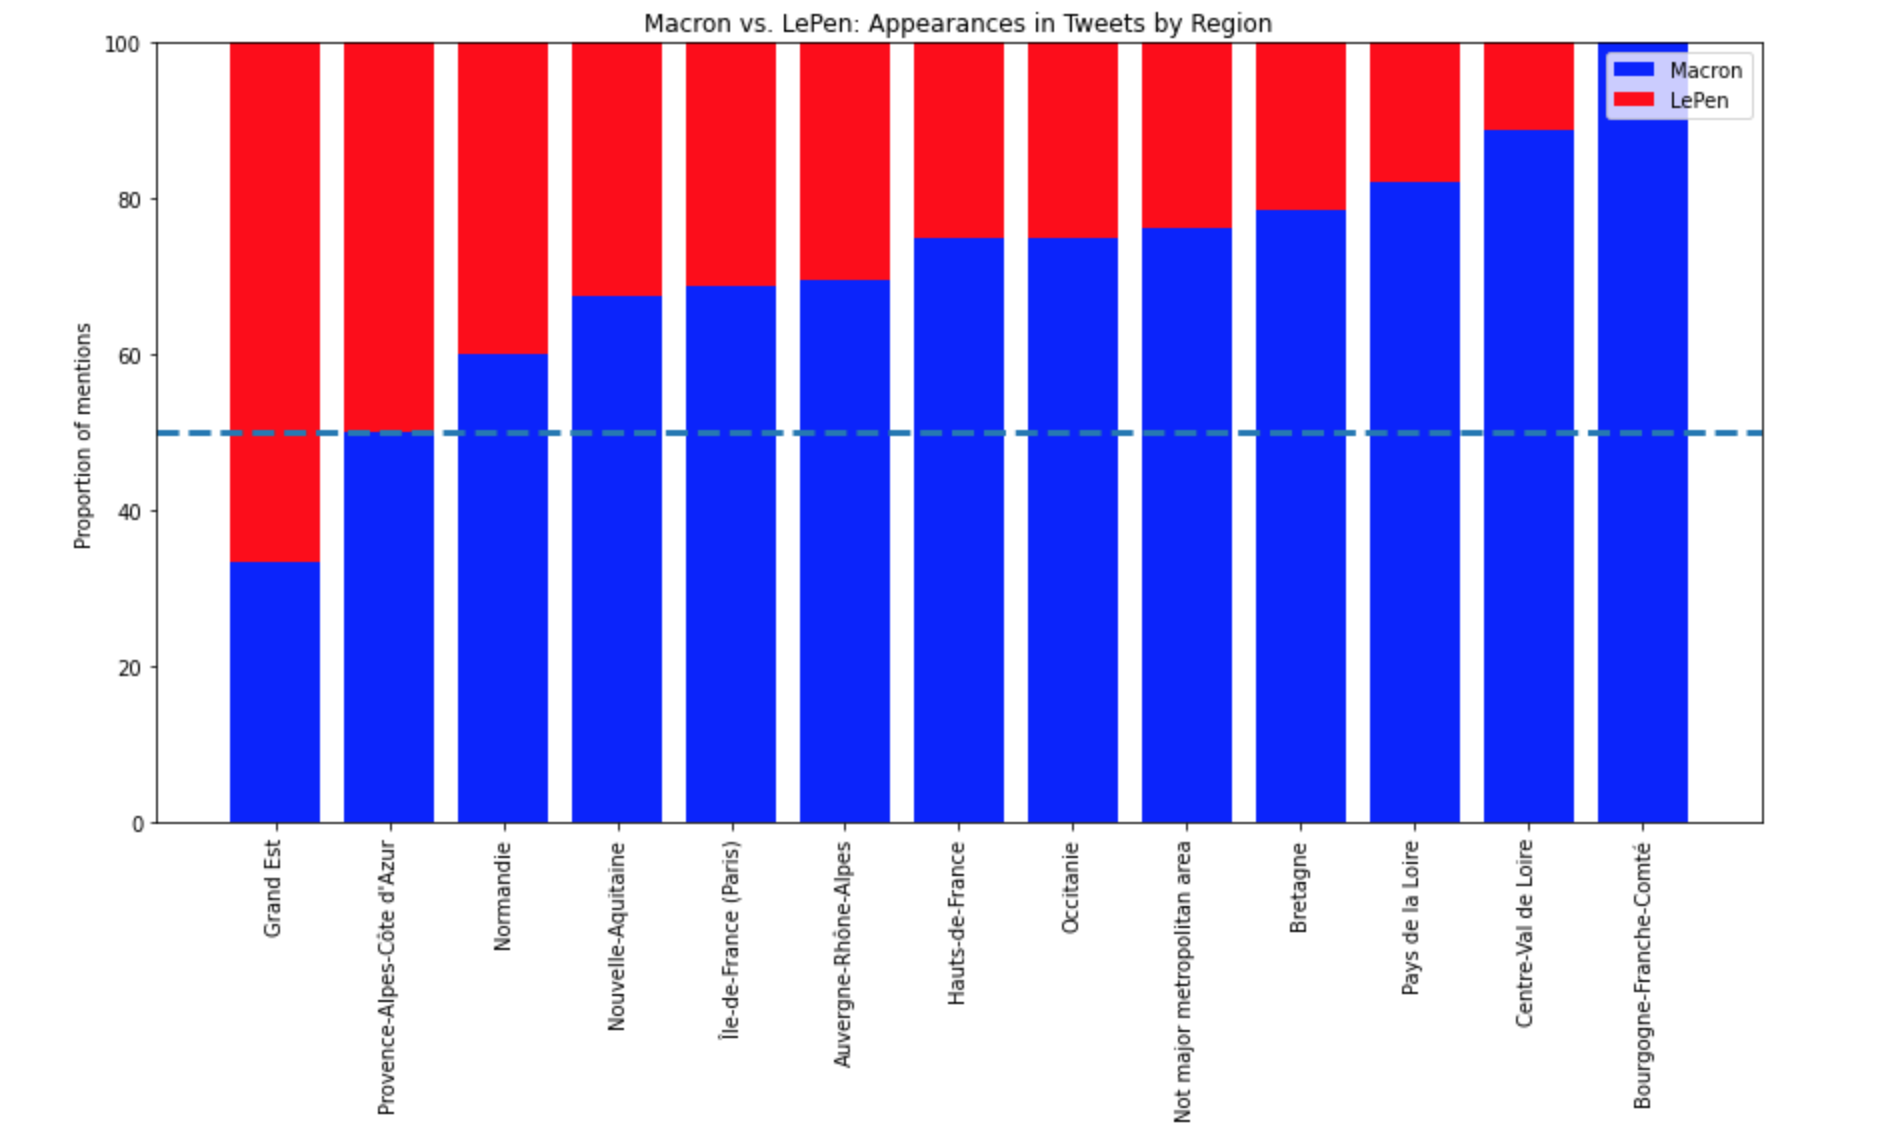 Macron vs. LePen: Appearances in Tweets by Region
Macron
LePen
Proportion of mentions
100
80
60
40
20
0
Grand Est
Provence-Alpes-Côte d'Azur
Normandie
Nouvelle-Aquitaine
Île-de-France (Paris)
Auvergne-Rhône-Alpes
Hauts-de-France
Occitanie
Not major metropolitan area
Bretagne
Pays de la Loire
Centre-Val de Loire
Bourgogne-Franche-Comté